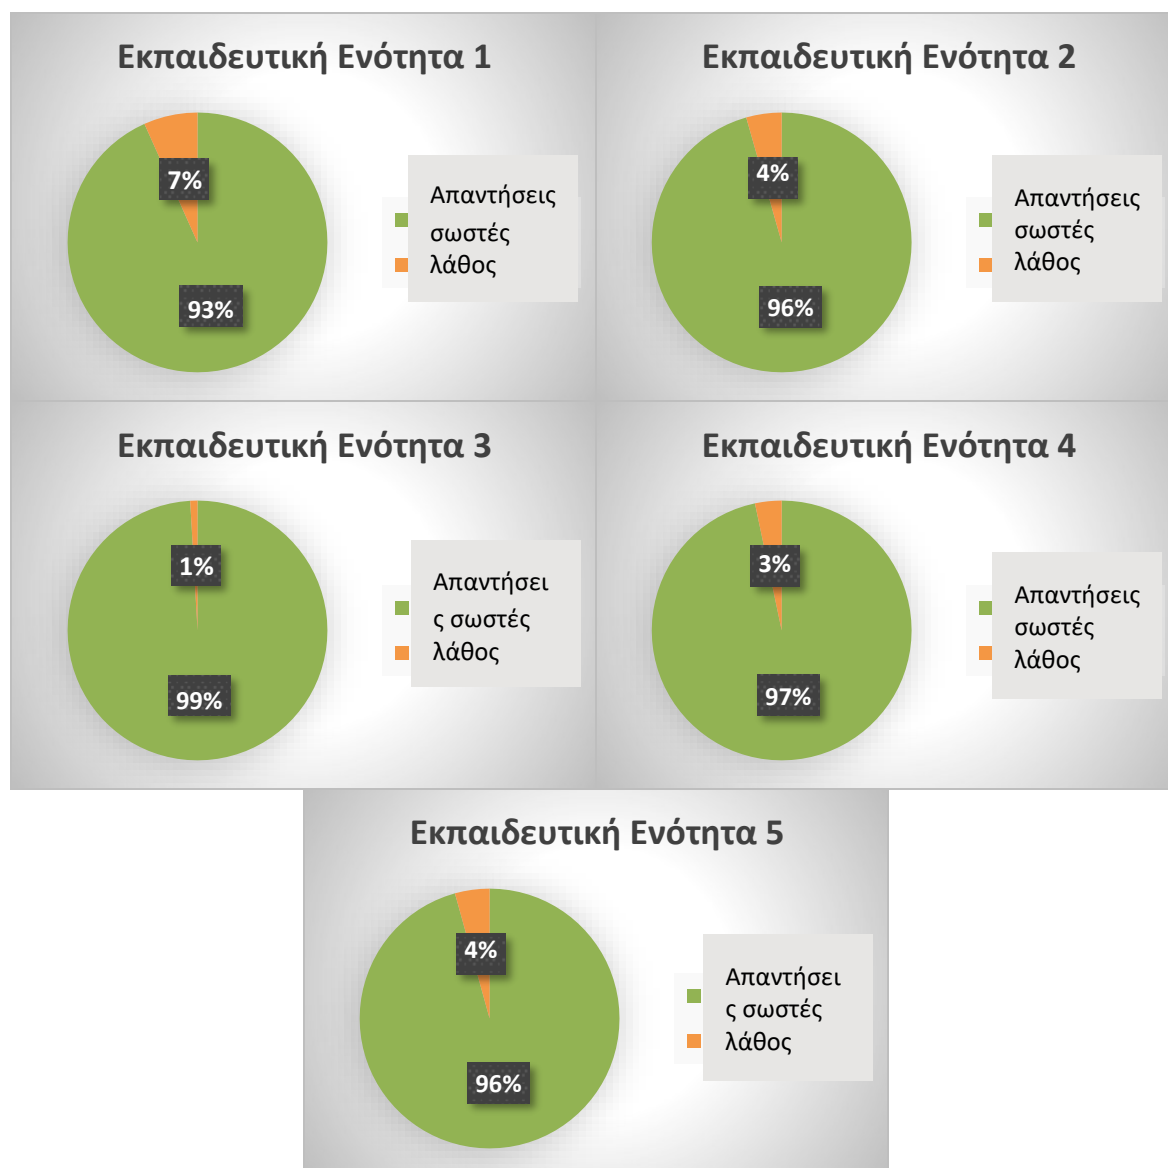 Εκπαιδευτική Ενότητα 1
7%
93%
Απαντήσεις
σωστές
λάθος
Εκπαιδευτική Ενότητα 2
4%
96%
Απαντήσεις
σωστές
λάθος
Εκπαιδευτική Ενότητα 3
1%
99%
Απαντήσει
ς σωστές
λάθος
Εκπαιδευτική Ενότητα 4
3%
97%
Απαντήσεις
σωστές
λάθος
Εκπαιδευτική Ενότητα 5
4%
96%
Απαντήσει
ς σωστές
λάθος